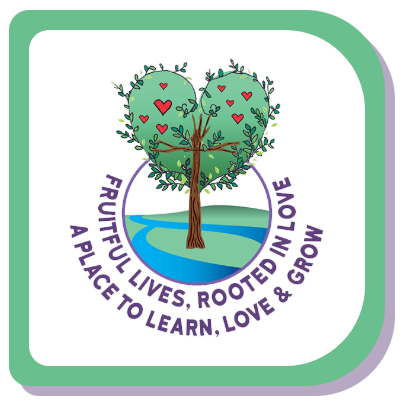 FRUITFUL LIVES, ROOTED IN LOVE
A PLACE TO LEARN, LOVE & GROW